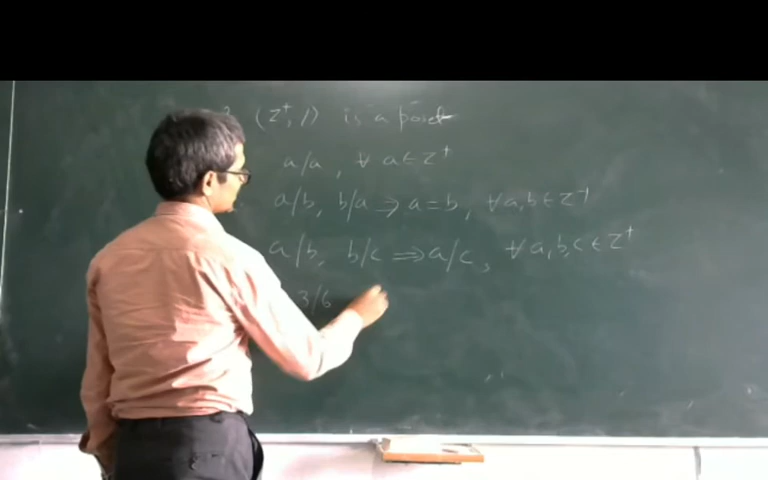 (Z⁺, /) is a poset
a/a, ∀ a ∈ Z⁺
a/b, b/a ⇒ a = b, ∀ a, b ∈ Z⁺
a/b, b/c ⇒ a/c, ∀ a, b, c ∈ Z⁺
3/6